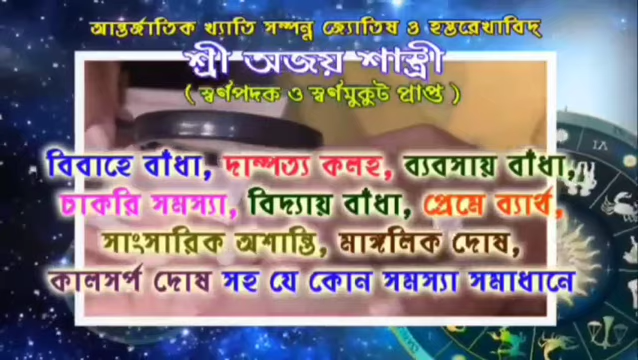 আন্তর্জাতিক খ্যাতি সম্পন্ন জ্যোতিষ ও হস্তরেখাবিদ্
শ্রী অজয় শাস্ত্রী
( স্বর্ণপদক ও স্বর্ণমুকুট প্রাপ্ত )
বিবাহে বাঁধা, দাম্পত্য কলহ, ব্যবসায় বাঁধা,
চাকরি সমস্যা, বিদ্যায় বাঁধা, প্রেমে ব্যার্থ,
সাংসারিক অশান্তি, মাঙ্গলিক দোষ,
কালসর্প দোষ সহ যে কোন সমস্যা সমাধানে